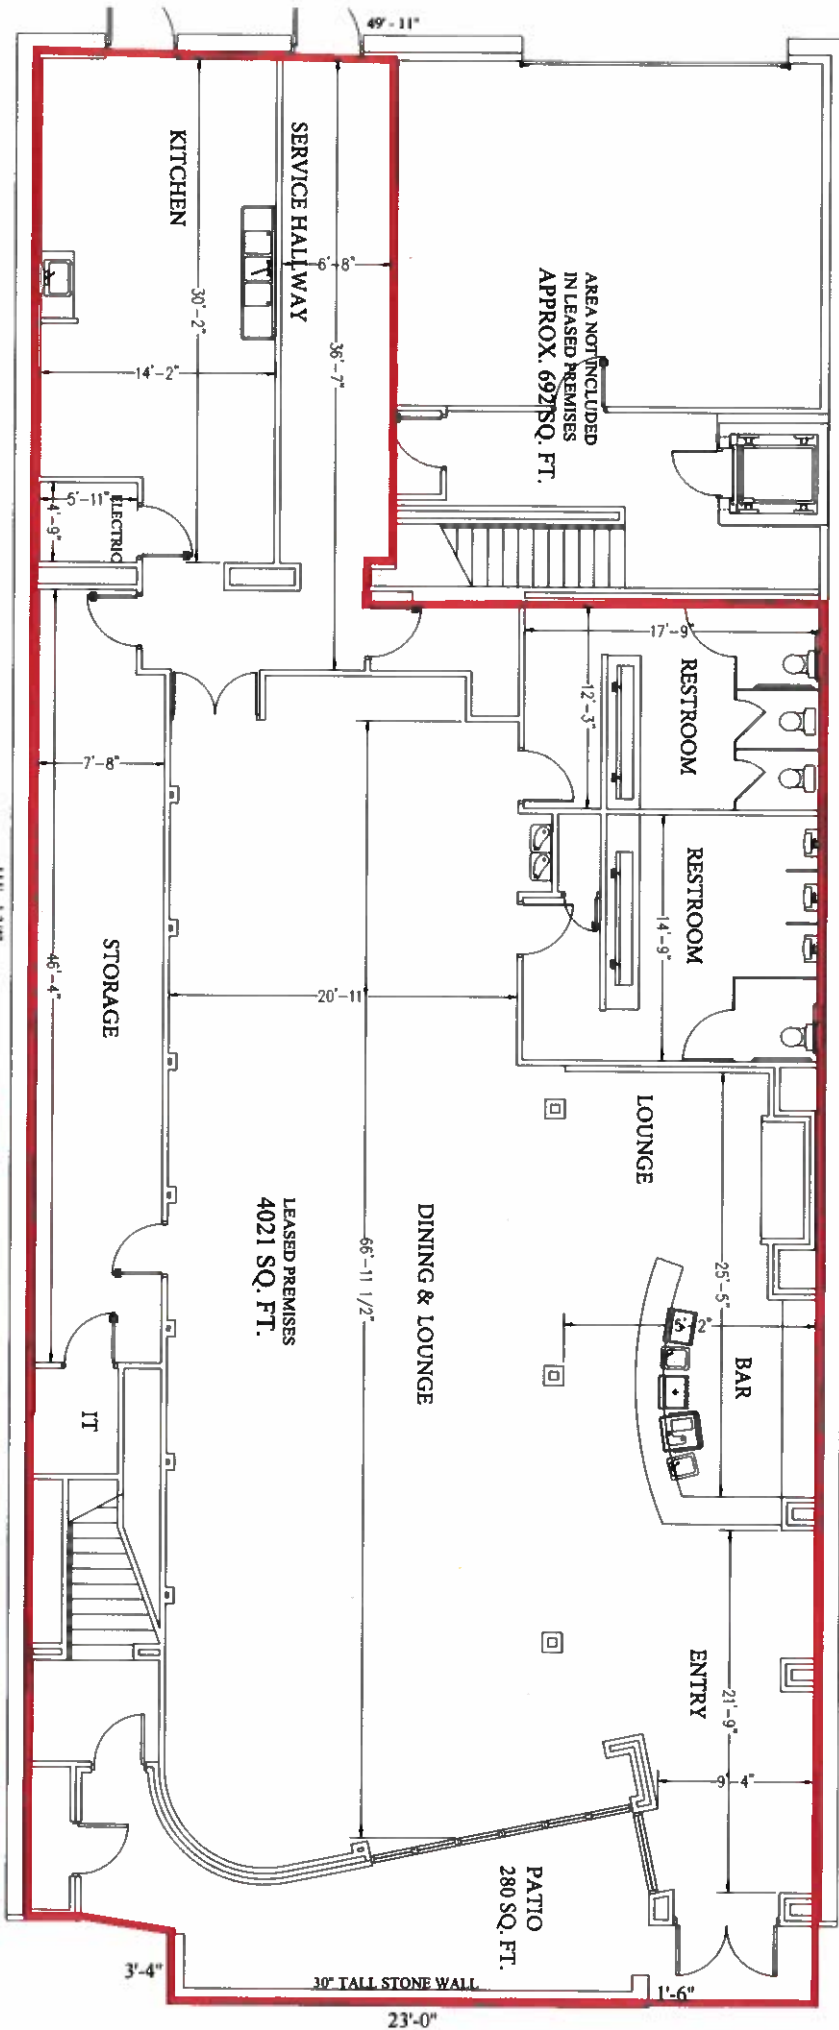 49'-11"
KITCHEN
SERVICE HALLWAY
6'-8"
30'-2"
36'-7"
14'-2"
AREA NOT INCLUDED
IN LEASED PREMISES
APPROX. 692 SQ. FT.
ELECTRIC
5'-11"
4'-9"
17'-9"
RESTROOM
12'-3"
7'-8"
RESTROOM
14'-9"
STORAGE
46'-4"
20'-11"
LOUNGE
DINING & LOUNGE
LEASED PREMISES
4021 SQ. FT.
66'-11 1/2"
25'-5"
BAR
IT
ENTRY
21'-9"
9'-4"
PATIO
280 SQ. FT.
3'-4"
30" TALL STONE WALL
1'-6"
23'-0"